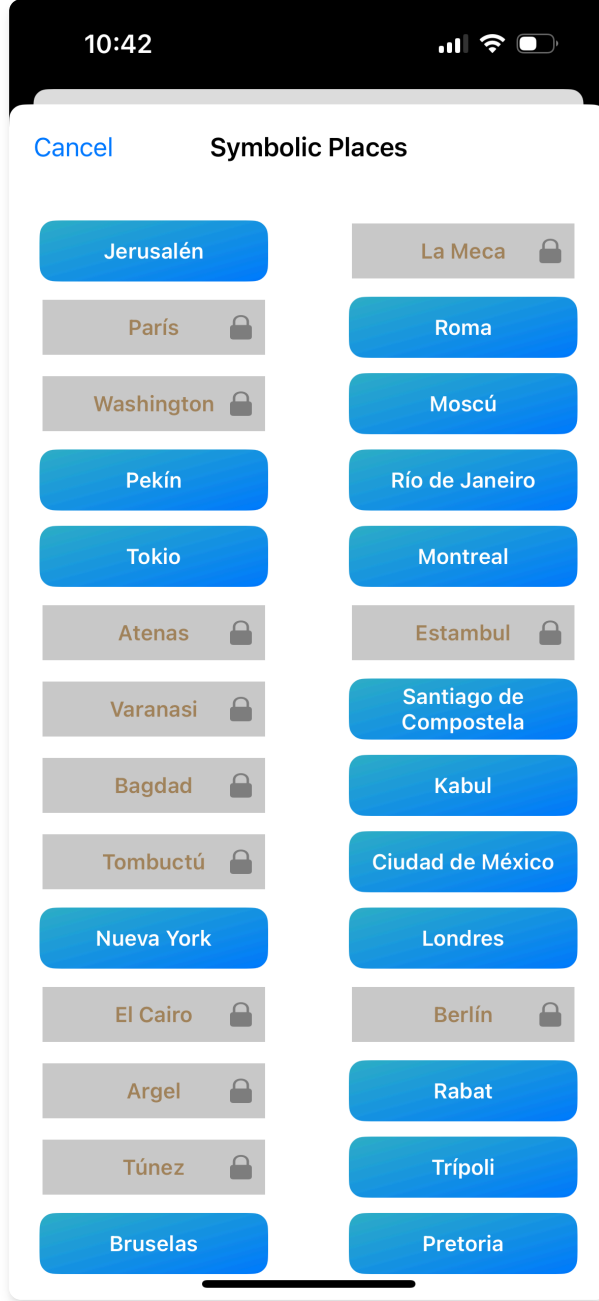 10:42
Cancel
Symbolic Places
Jerusalén
La Meca
París
Roma
Washington
Moscú
Pekín
Río de Janeiro
Tokio
Montreal
Atenas
Estambul
Varanasi
Santiago de
Compostela
Bagdad
Kabul
Tombuctú
Ciudad de México
Nueva York
Londres
El Cairo
Berlín
Argel
Rabat
Túnez
Trípoli
Bruselas
Pretoria